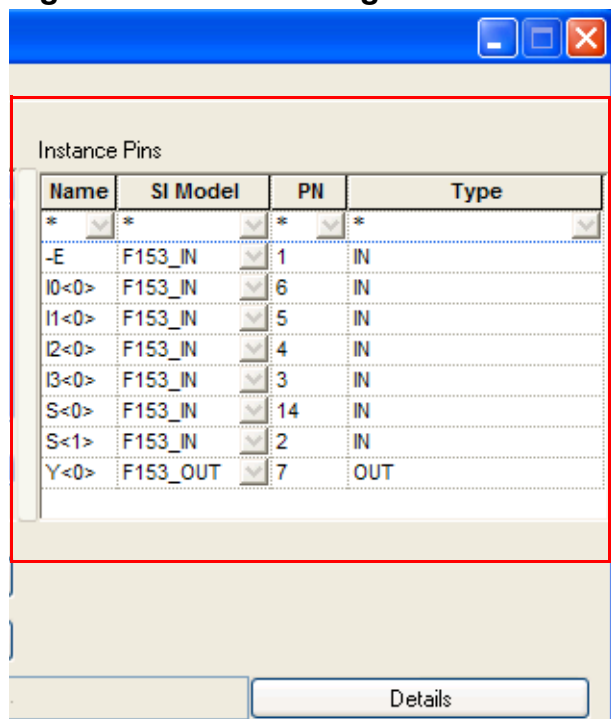 Instance Pins
Name SI Model PN Type
* * * *
-E F153_IN 1 IN
I0<0> F153_IN 6 IN
I1<0> F153_IN 5 IN
I2<0> F153_IN 4 IN
I3<0> F153_IN 3 IN
S<0> F153_IN 14 IN
S<1> F153_IN 2 IN
Y<0> F153_OUT 7 OUT
Details